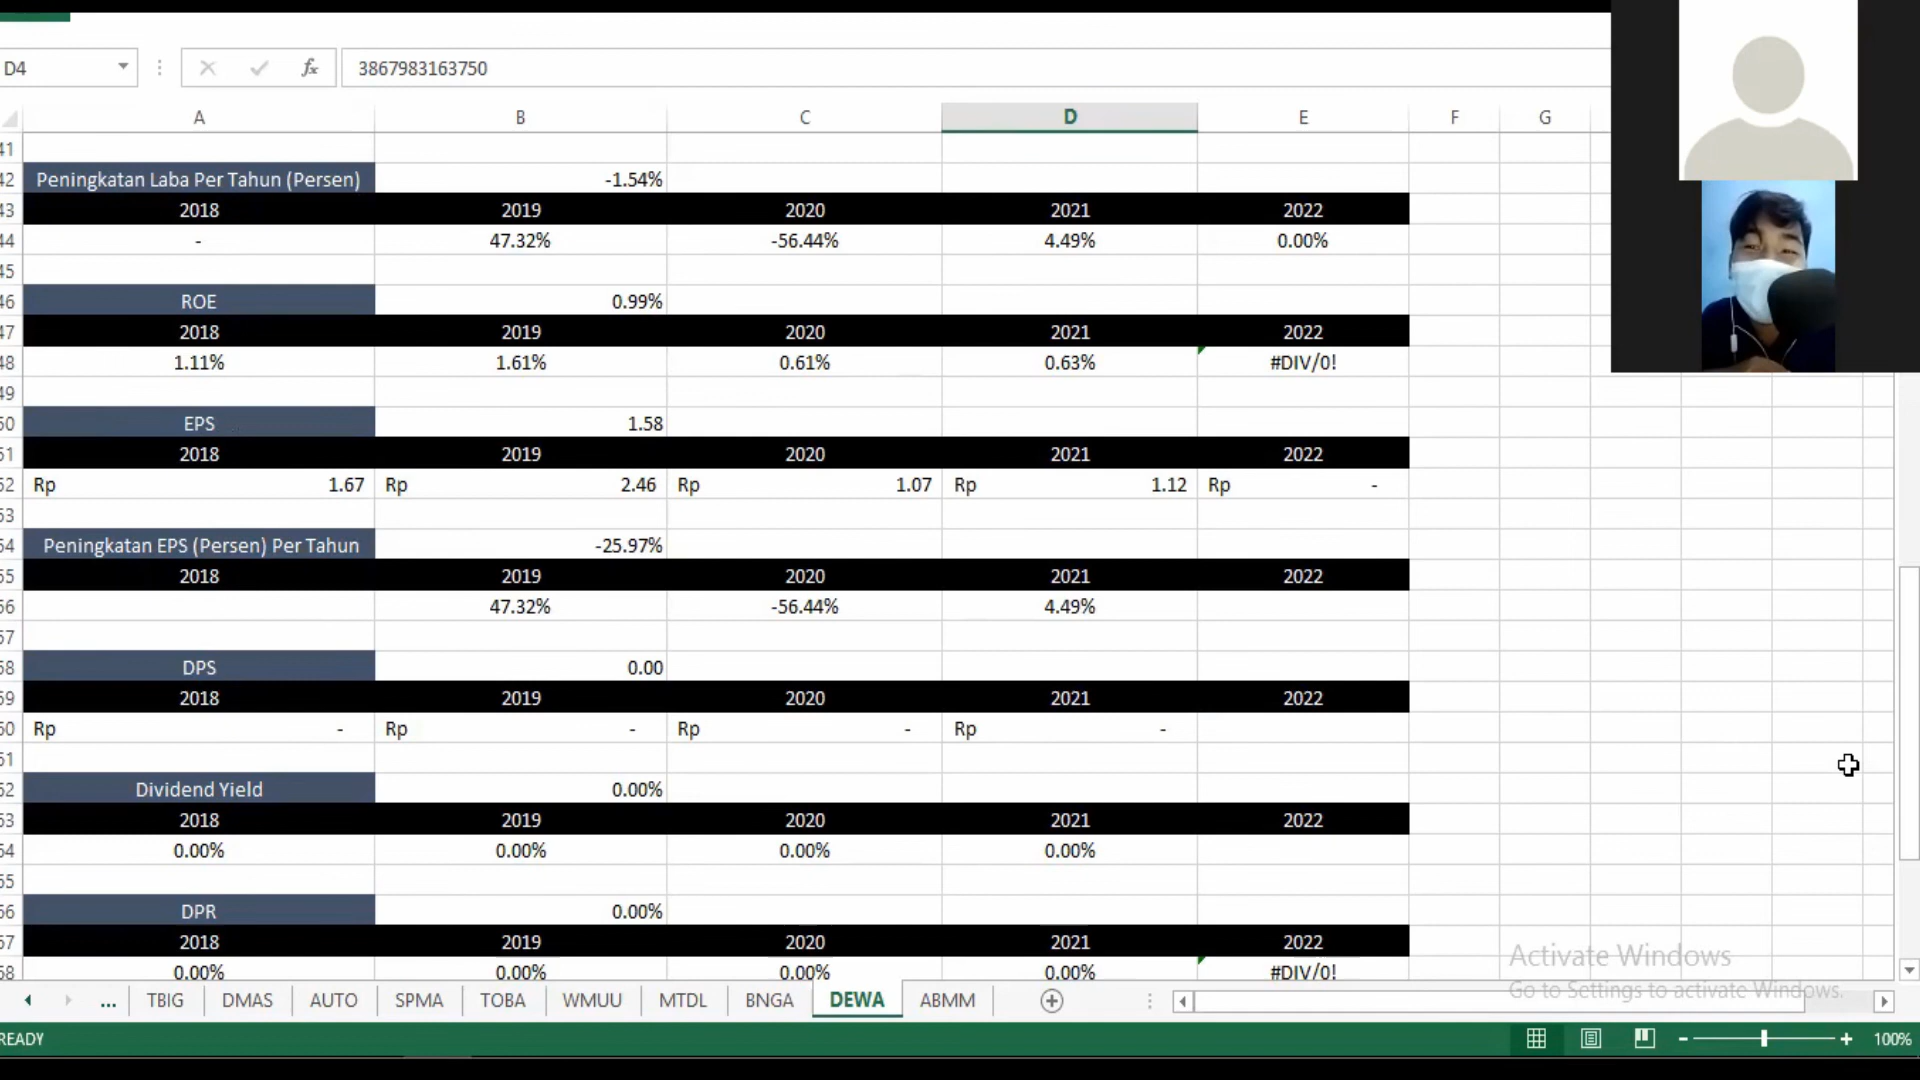 D4 fx 3867983163750
A B C D E F G
41
42 Peningkatan Laba Per Tahun (Persen) -1.54%
43 2018 2019 2020 2021 2022
44 - 47.32% -56.44% 4.49% 0.00%
45
46 ROE 0.99%
47 2018 2019 2020 2021 2022
48 1.11% 1.61% 0.61% 0.63% #DIV/0!
49
50 EPS 1.58
51 2018 2019 2020 2021 2022
52 Rp 1.67 Rp 2.46 Rp 1.07 Rp 1.12 Rp -
53
54 Peningkatan EPS (Persen) Per Tahun -25.97%
55 2018 2019 2020 2021 2022
56 47.32% -56.44% 4.49%
57
58 DPS 0.00
59 2018 2019 2020 2021 2022
60 Rp - Rp - Rp - Rp -
61
62 Dividend Yield 0.00%
63 2018 2019 2020 2021 2022
64 0.00% 0.00% 0.00% 0.00%
65
66 DPR 0.00%
67 2018 2019 2020 2021 2022
68 0.00% 0.00% 0.00% 0.00% #DIV/0!
Activate Windows
Go to Settings to activate Windows.
... TBIG DMAS AUTO SPMA TOBA WMUU MTDL BNGA DEWA ABMM
READY 100%